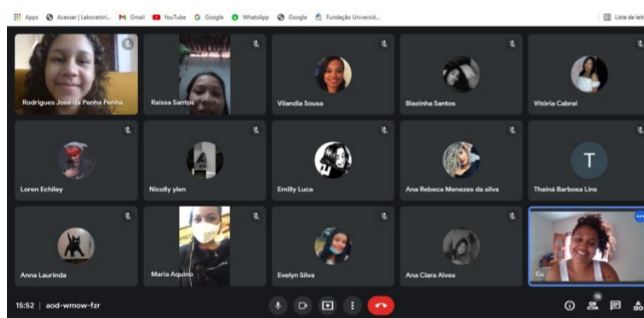 Apps Acessar | Laboratóri... Gmail YouTube Google WhatsApp Google Fundação Universid... Lista de leit
Rodrigues José da Penha Penha Raissa Santos Vilandia Sousa Biazinha Santos Vitória Cabral
T
Loren Echiley Nicolly ylen Emilly Luca Ana Rebeca Menezes da silva Thainá Barbosa Lins
Anna Laurinda Maria Aquino Evelyn Silva Ana Clara Alves Eu
15:52 | aod-wmow-fzr